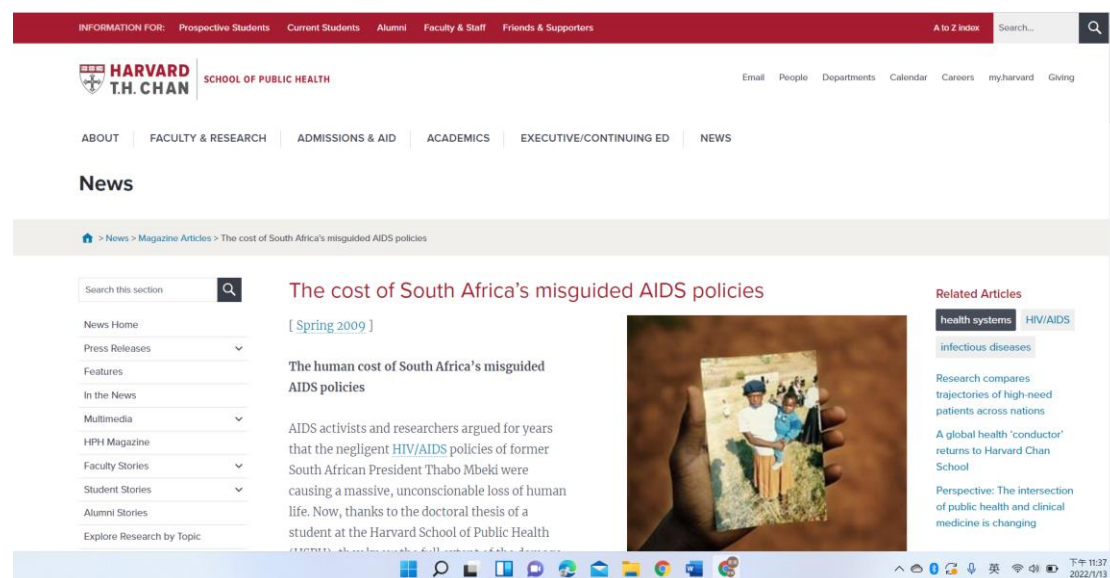 INFORMATION FOR: Prospective Students Current Students Alumni Faculty & Staff Friends & Supporters A to Z index Search...
HARVARD
T.H. CHAN
SCHOOL OF PUBLIC HEALTH
Email People Departments Calendar Careers my.harvard Giving
ABOUT FACULTY & RESEARCH ADMISSIONS & AID ACADEMICS EXECUTIVE/CONTINUING ED NEWS
News
> News > Magazine Articles > The cost of South Africa's misguided AIDS policies
Search this section
News Home
Press Releases
Features
In the News
Multimedia
HPH Magazine
Faculty Stories
Student Stories
Alumni Stories
Explore Research by Topic
The cost of South Africa's misguided AIDS policies
[ Spring 2009 ]
The human cost of South Africa's misguided
AIDS policies
AIDS activists and researchers argued for years
that the negligent HIV/AIDS policies of former
South African President Thabo Mbeki were
causing a massive, unconscionable loss of human
life. Now, thanks to the doctoral thesis of a
student at the Harvard School of Public Health
Related Articles
health systems HIV/AIDS
infectious diseases
Research compares
trajectories of high-need
patients across nations
A global health 'conductor'
returns to Harvard Chan
School
Perspective: The intersection
of public health and clinical
medicine is changing
英
下午 11:37
2022/1/13